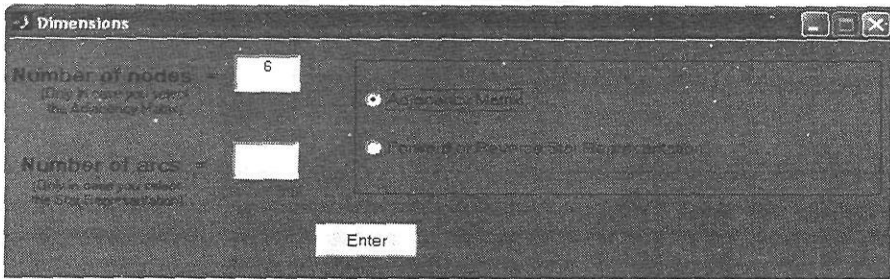 Dimensions
Number of nodes = 6
(Only in case you select
the Adjacency Matrix)
Adjacency Matrix
Forward or Reverse Star Representation
Number of arcs =
(Only in case you select
the Star Representation)
Enter